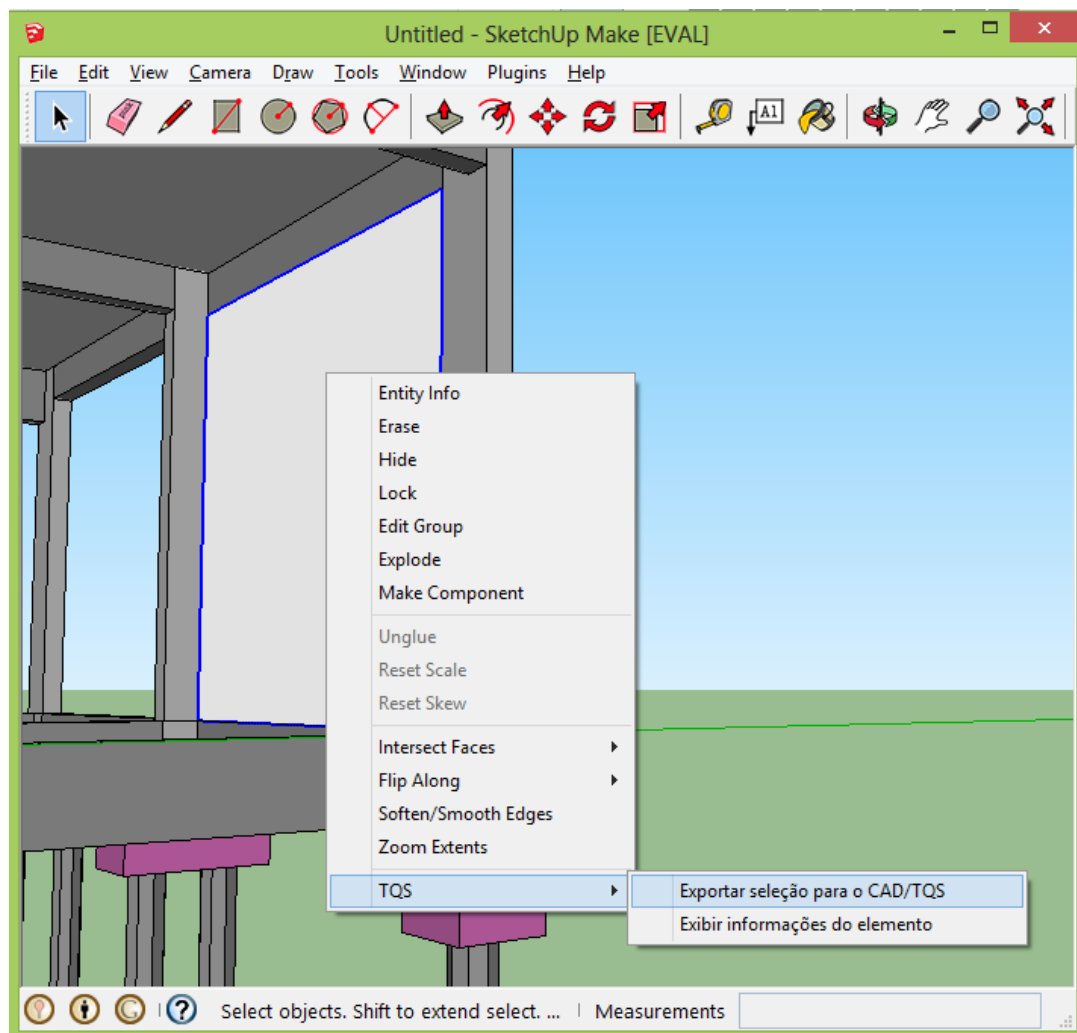 Untitled - SketchUp Make [EVAL]
File Edit View Camera Draw Tools Window Plugins Help
A1
Entity Info
Erase
Hide
Lock
Edit Group
Explode
Make Component
Unglue
Reset Scale
Reset Skew
Intersect Faces
Flip Along
Soften/Smooth Edges
Zoom Extents
TQS
Exportar seleção para o CAD/TQS
Exibir informações do elemento
Select objects. Shift to extend select. ... Measurements